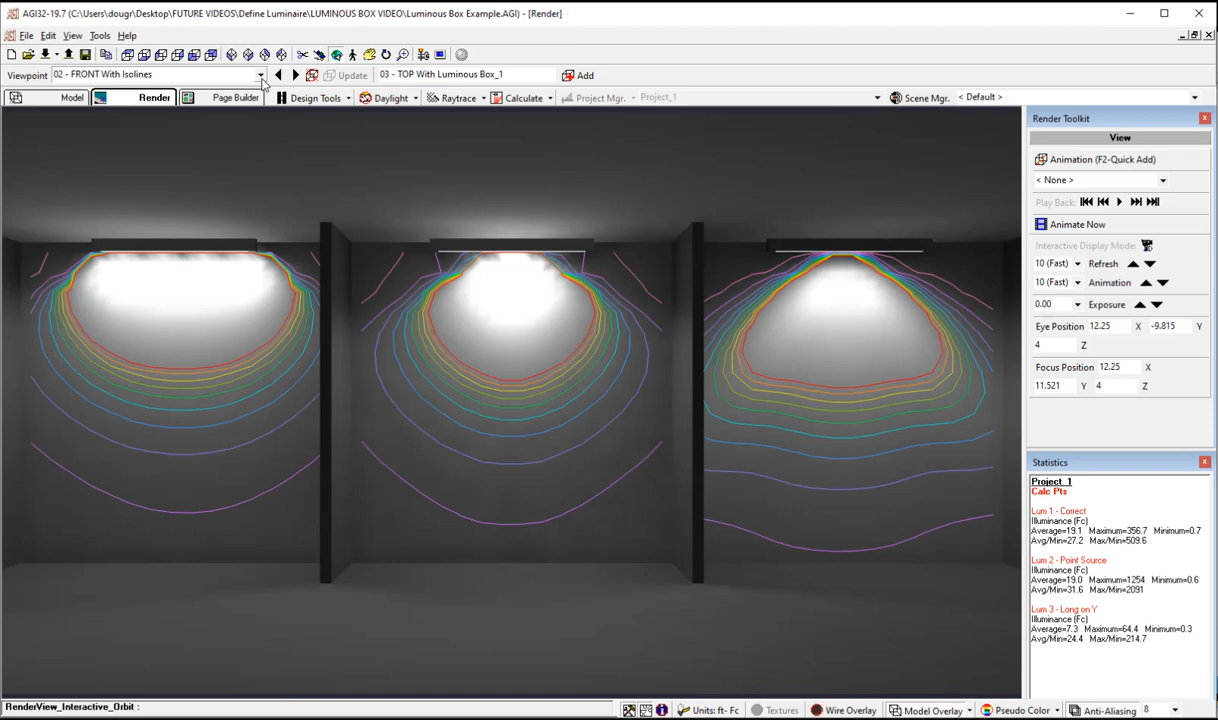 AGI32-19.7 (C:\Users\dougr\Desktop\FUTURE VIDEOS\Define Luminaire\LUMINOUS BOX VIDEO\Luminous Box Example.AGI) - [Render]
File Edit View Tools Help
Viewpoint 02 - FRONT With Isolines Update 03 - TOP With Luminous Box_1 Add
Model Render Page Builder Design Tools Daylight Raytrace Calculate Project Mgr. Project_1 Scene Mgr. < Default >
Render Toolkit
View
Animation (F2-Quick Add)
< None >
Play Back:
Animate Now
Interactive Display Mode:
10 (Fast) Refresh
10 (Fast) Animation
0.00 Exposure
Eye Position 12.25 X -9.815 Y
4 Z
Focus Position 12.25 X
11.521 Y 4 Z
Statistics
Project_1
Calc Pts
Lum 1 - Correct
Illuminance (Fc)
Average=19.1 Maximum=356.7 Minimum=0.7
Avg/Min=27.2 Max/Min=509.6
Lum 2 - Point Source
Illuminance (Fc)
Average=19.0 Maximum=1254 Minimum=0.6
Avg/Min=31.6 Max/Min=2091
Lum 3 - Long on Y
Illuminance (Fc)
Average=7.3 Maximum=64.4 Minimum=0.3
Avg/Min=24.4 Max/Min=214.7
RenderView_Interactive_Orbit :
Units: ft- Fc Textures Wire Overlay Model Overlay Pseudo Color Anti-Aliasing 8